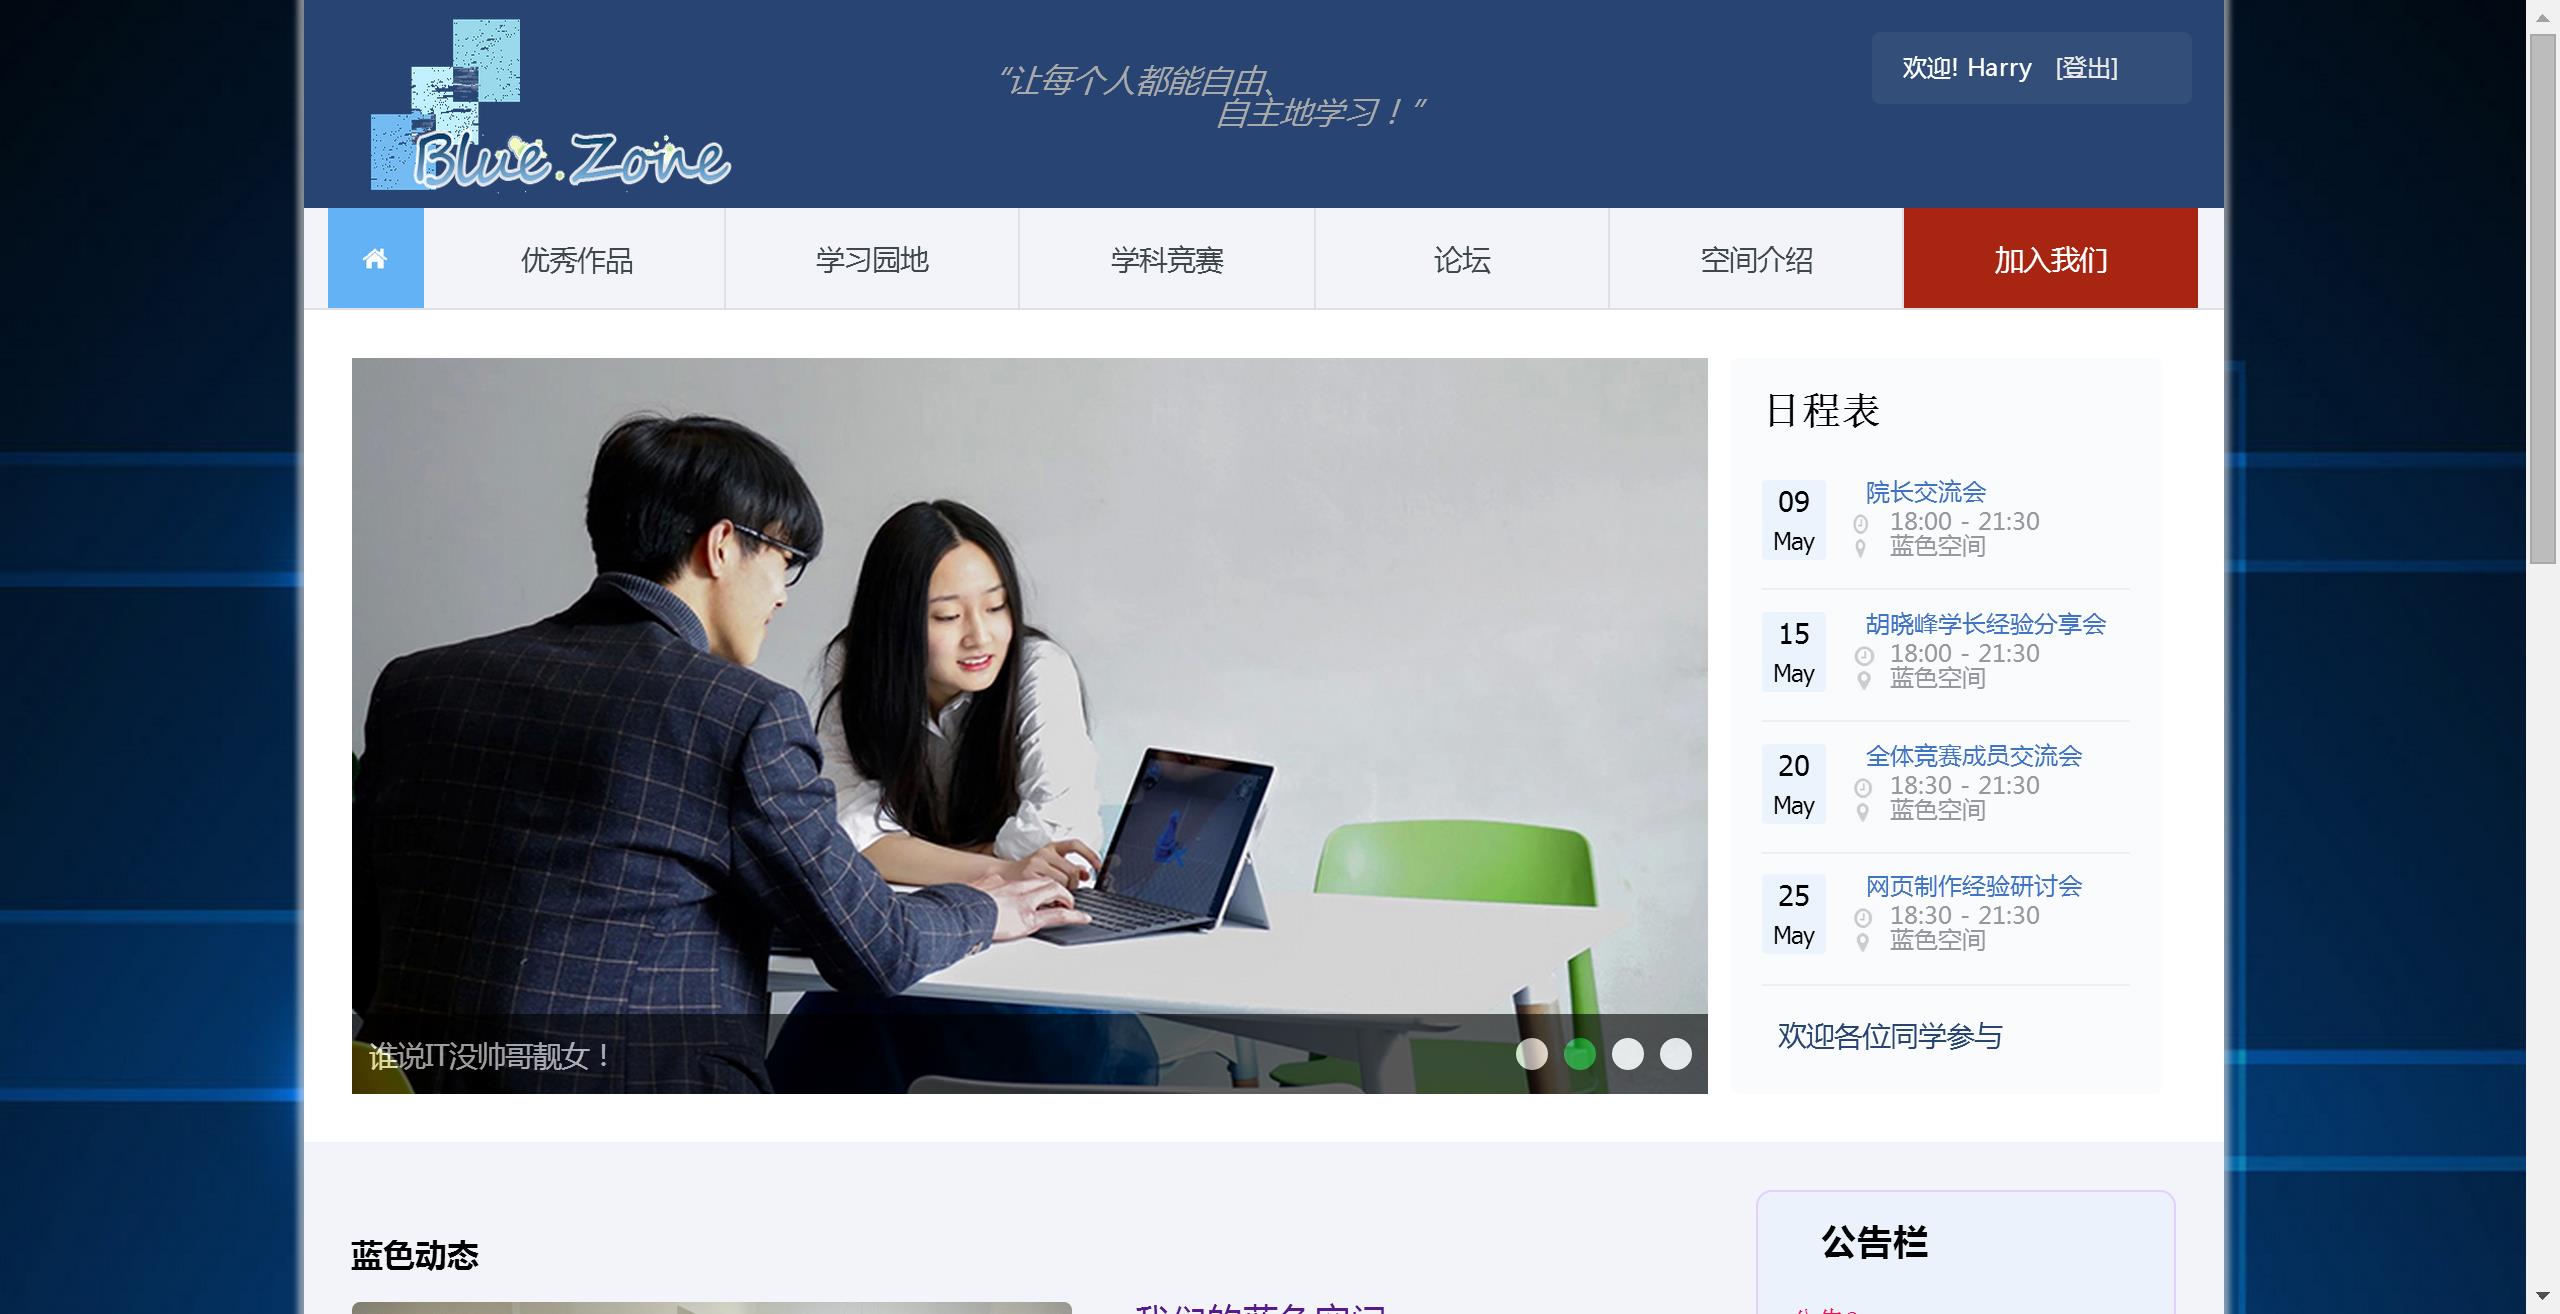 Blue.Zone
“让每个人都能自由、
自主地学习！”
欢迎! Harry [登出]
优秀作品 学习园地 学科竞赛 论坛 空间介绍 加入我们
日程表
09 May
院长交流会
18:00 - 21:30
蓝色空间
15 May
胡晓峰学长经验分享会
18:00 - 21:30
蓝色空间
20 May
全体竞赛成员交流会
18:30 - 21:30
蓝色空间
25 May
网页制作经验研讨会
18:30 - 21:30
蓝色空间
欢迎各位同学参与
谁说IT没帅哥靓女！
蓝色动态
我们的蓝色空间
公告栏